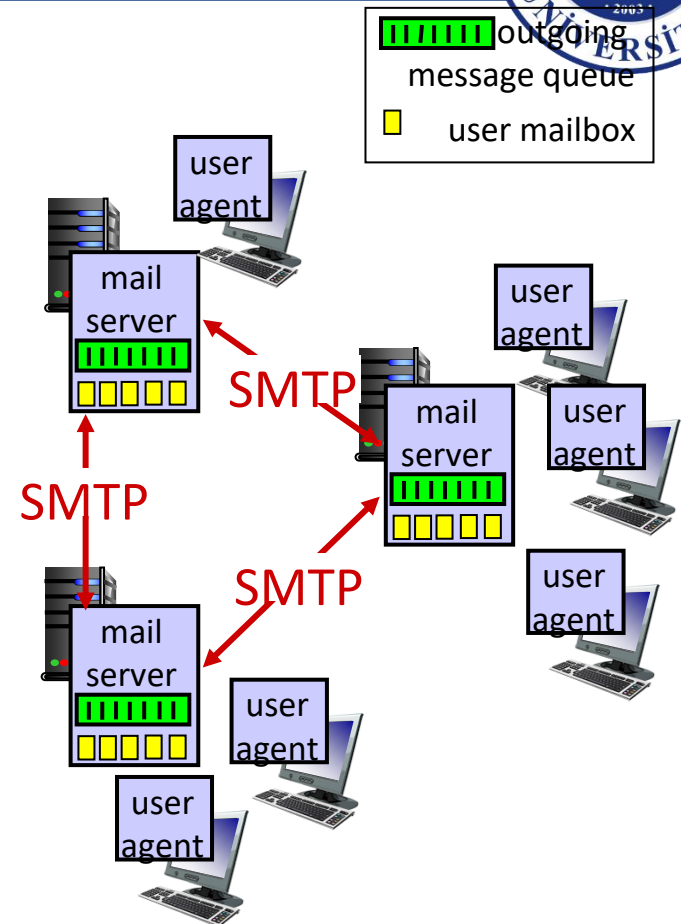 • 2003 •
outgoing
message queue
user mailbox
user
agent
mail
server
SMTP
user
agent
mail
server
user
agent
SMTP
SMTP
user
agent
mail
server
user
agent
user
agent